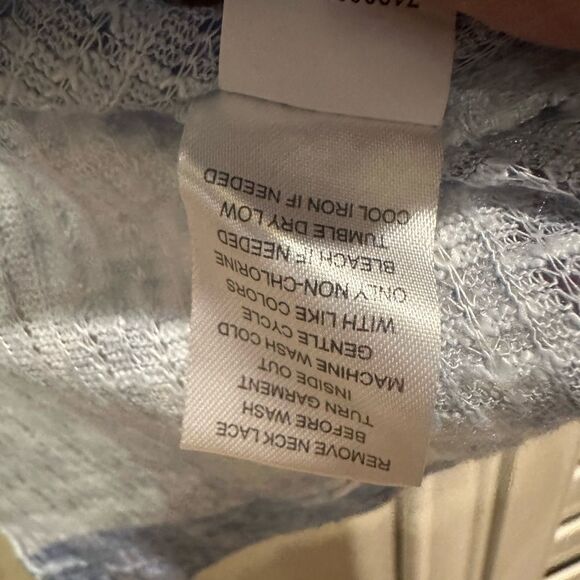 REMOVE NECK LACE
BEFORE WASH
TURN GARMENT
INSIDE OUT
MACHINE WASH COLD
GENTLE CYCLE
WITH LIKE COLORS
ONLY NON-CHLORINE
BLEACH IF NEEDED
TUMBLE DRY LOW
COOL IRON IF NEEDED